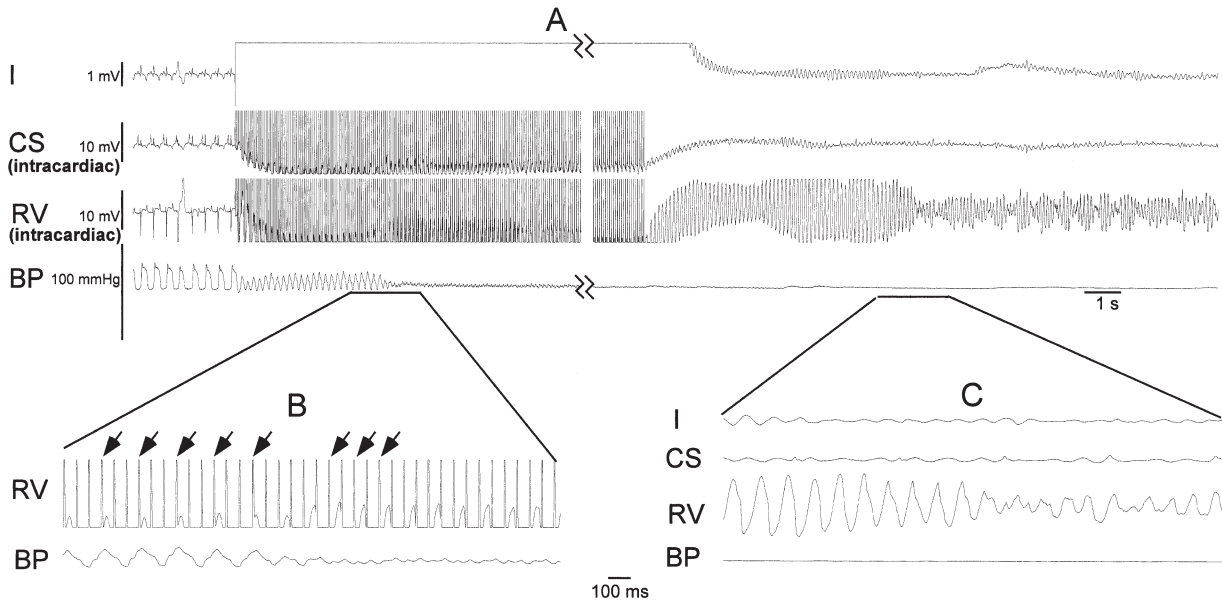 A
I 1 mV
CS 10 mV
(intracardiac)
RV 10 mV
(intracardiac)
BP 100 mmHg
1 s
B
C
I
CS
RV
RV
BP
BP
100 ms